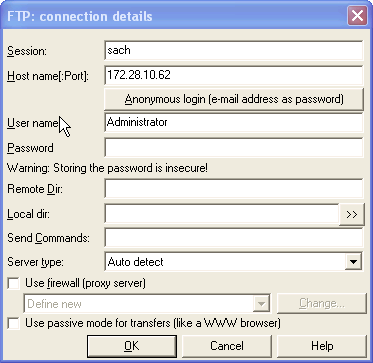 FTP: connection details
Session: sach
Host name[:Port]: 172.28.10.62
Anonymous login (e-mail address as password)
User name Administrator
Password
Warning: Storing the password is insecure!
Remote Dir:
Local dir: >>
Send Commands:
Server type: Auto detect
Use firewall (proxy server)
Define new Change...
Use passive mode for transfers (like a WWW browser)
OK Cancel Help